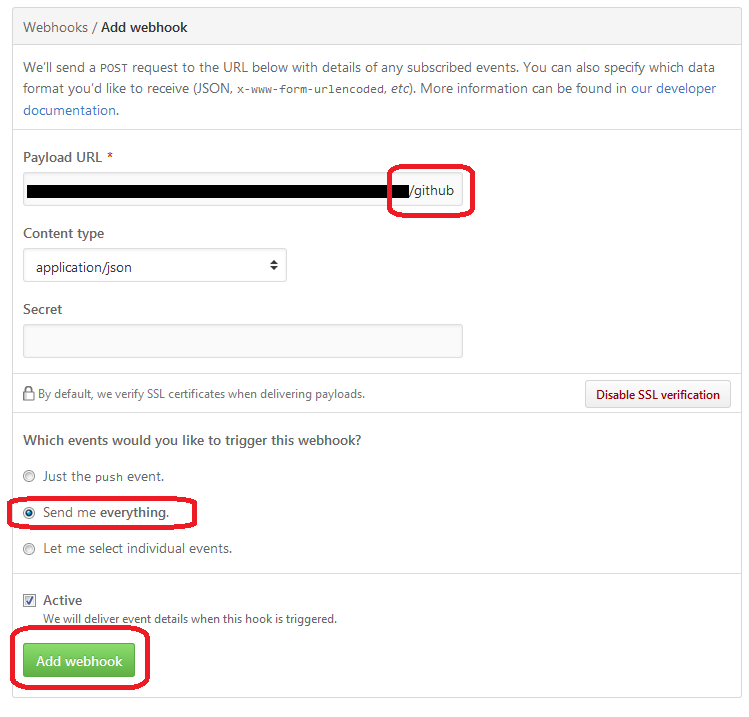 Webhooks / Add webhook
We'll send a POST request to the URL below with details of any subscribed events. You can also specify which data
format you'd like to receive (JSON, x-www-form-urlencoded, etc). More information can be found in our developer
documentation.
Payload URL *
/github
Content type
application/json
Secret
By default, we verify SSL certificates when delivering payloads.
Disable SSL verification
Which events would you like to trigger this webhook?
Just the push event.
Send me everything.
Let me select individual events.
Active
We will deliver event details when this hook is triggered.
Add webhook